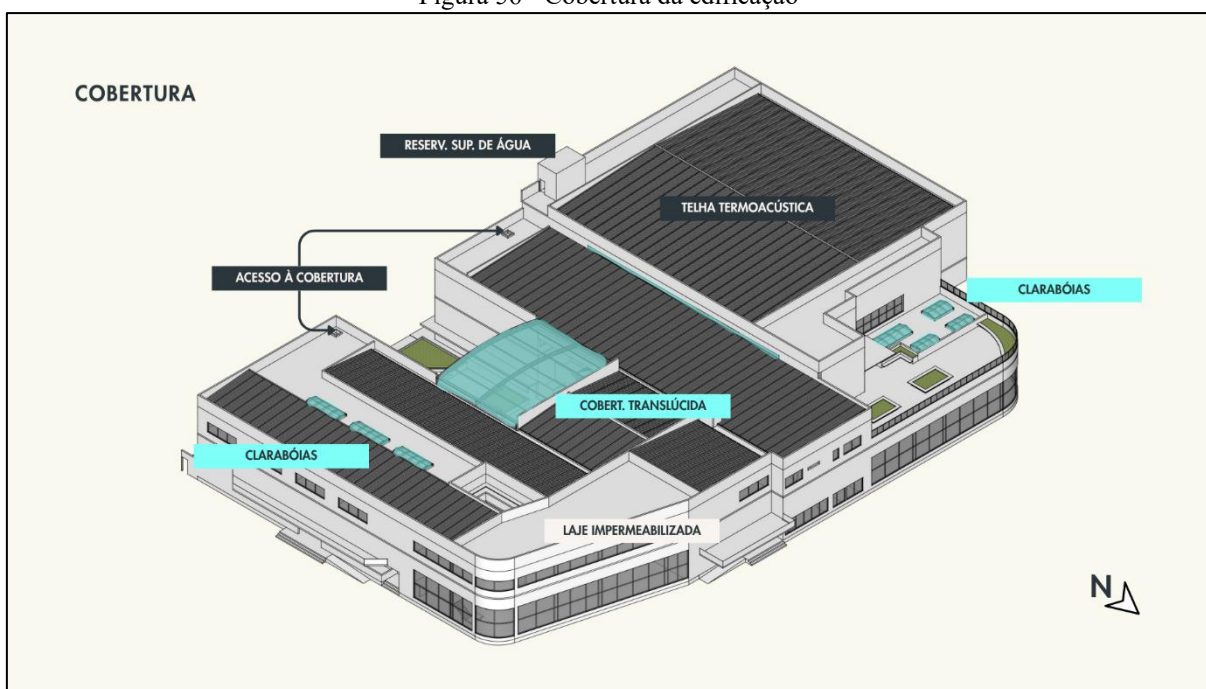 Figura 30 - Cobertura da edificação
COBERTURA
RESERV. SUP. DE ÁGUA
TELHA TERMOACÚSTICA
ACESSO À COBERTURA
CLARABÓIAS
COBERT. TRANSLÚCIDA
CLARABÓIAS
LAJE IMPERMEABILIZADA
N